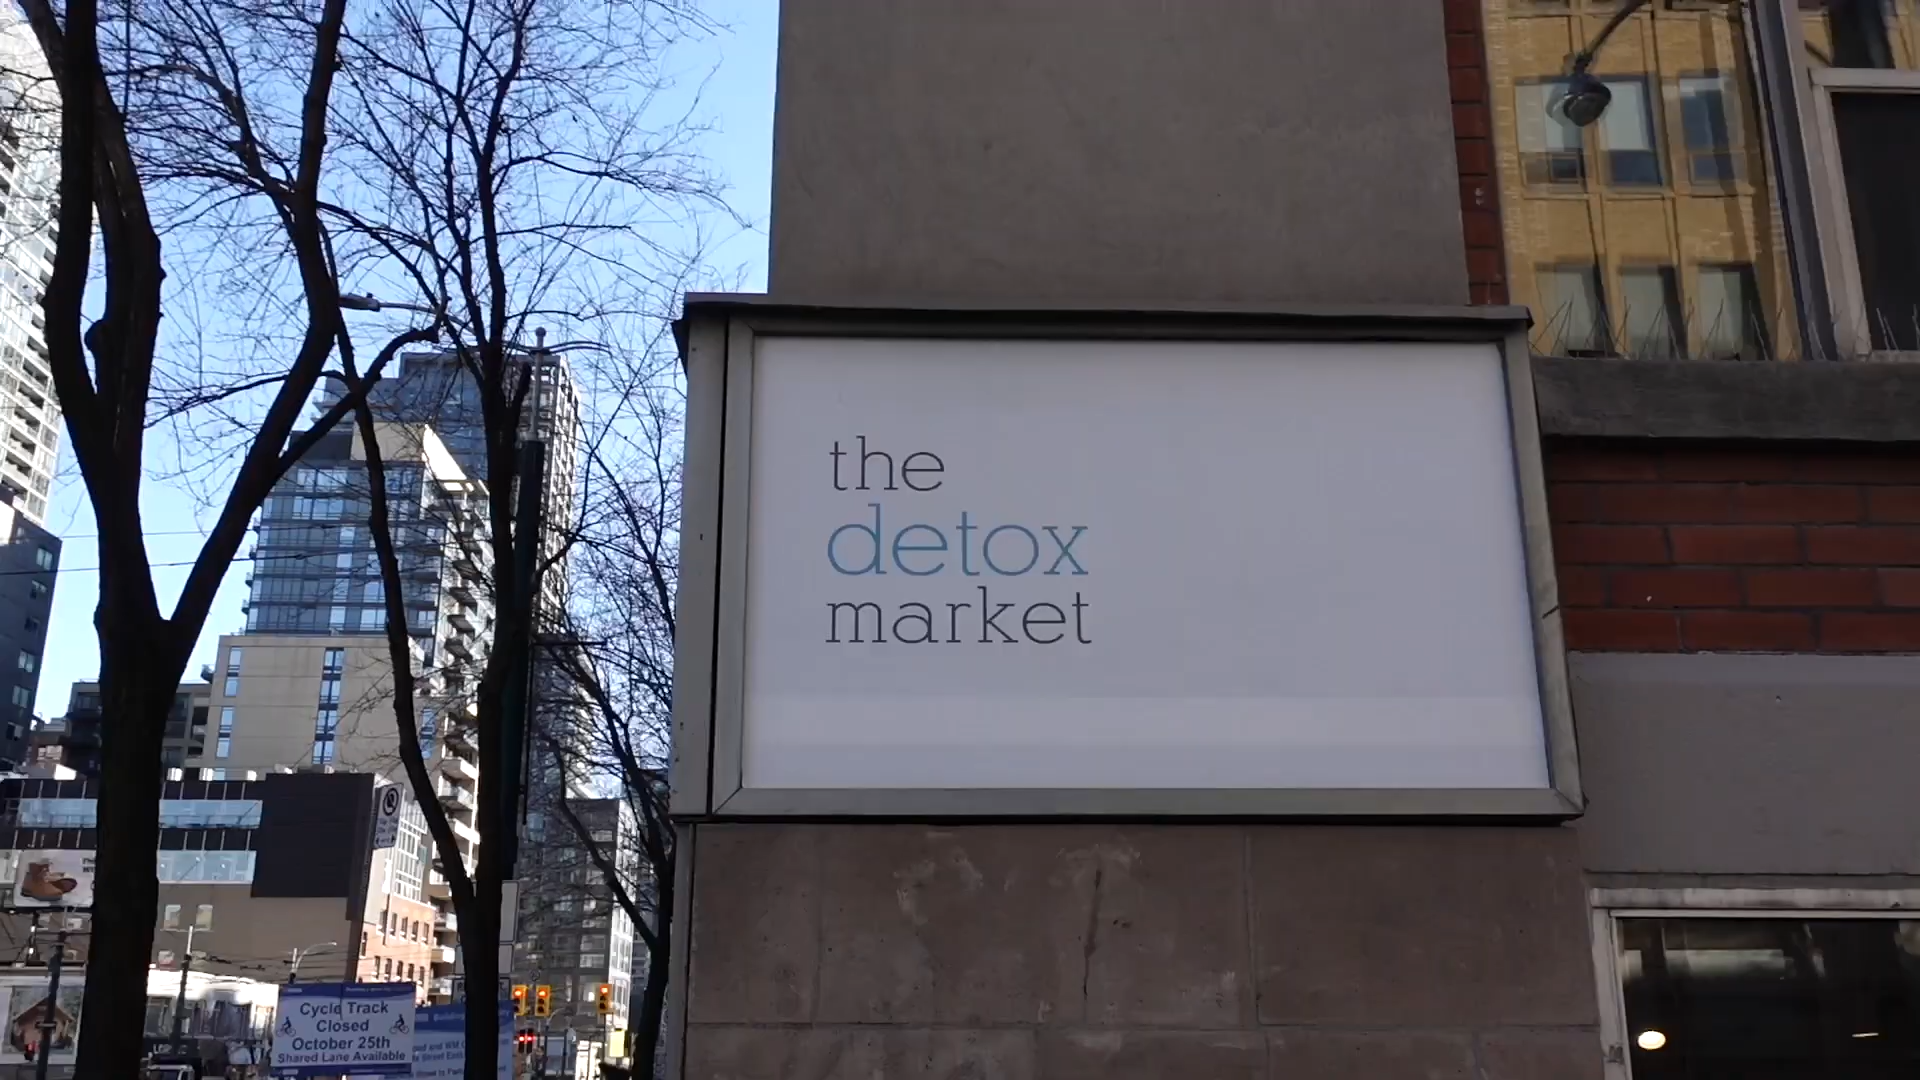 the
detox
market
Cycle Track
Closed
October 25th
Shared Lane Available